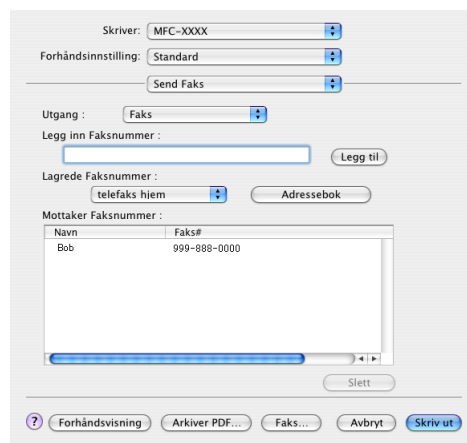 Skriver: MFC-XXXX
Forhåndsinnstilling: Standard
Send Faks
Utgang : Faks
Legg inn Faksnummer :
Legg til
Lagrede Faksnummer :
telefaks hjem Adressebok
Mottaker Faksnummer :
Navn Faks#
Bob 999-888-0000
Slett
? Forhåndsvisning Arkiver PDF... Faks... Avbryt Skriv ut